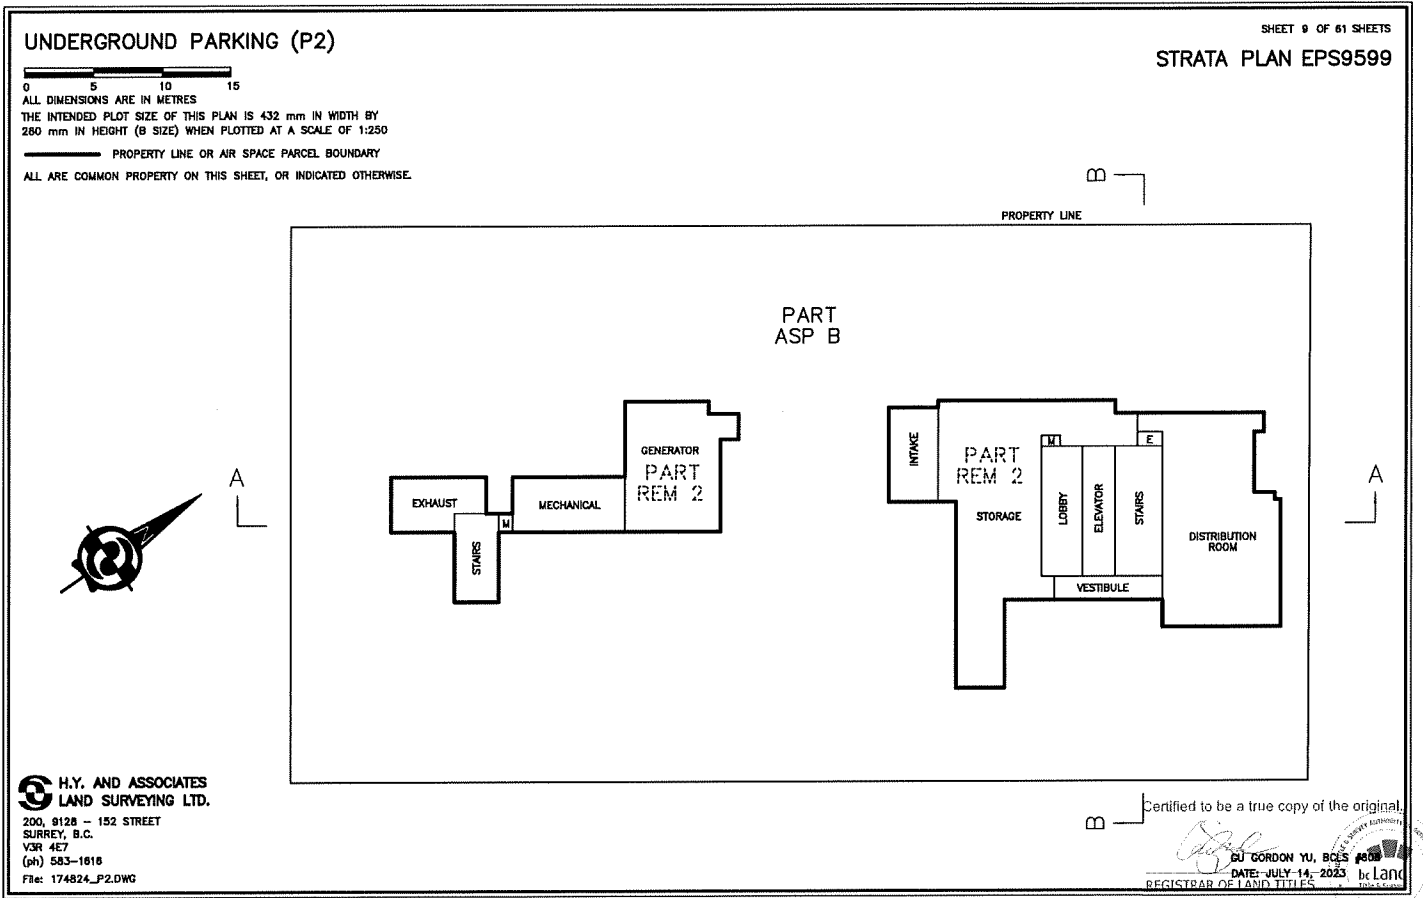 UNDERGROUND PARKING (P2)
0 5 10 15
ALL DIMENSIONS ARE IN METRES
THE INTENDED PLOT SIZE OF THIS PLAN IS 432 mm IN WIDTH BY
280 mm IN HEIGHT (B SIZE) WHEN PLOTTED AT A SCALE OF 1:250
PROPERTY LINE OR AIR SPACE PARCEL BOUNDARY
ALL ARE COMMON PROPERTY ON THIS SHEET, OR INDICATED OTHERWISE.
SHEET 9 OF 61 SHEETS
STRATA PLAN EPS9599
B
PROPERTY LINE
PART
ASP B
A
A
EXHAUST
STAIRS
M
MECHANICAL
GENERATOR
PART
REM 2
INTAKE
PART
REM 2
STORAGE
M
LOBBY
ELEVATOR
STAIRS
E
VESTIBULE
DISTRIBUTION
ROOM
B
H.Y. AND ASSOCIATES
LAND SURVEYING LTD.
200, 9128 – 152 STREET
SURREY, B.C.
V3R 4E7
(ph) 583–1616
File: 174824_P2.DWG
Certified to be a true copy of the original.
GU GORDON YU, BCLS
DATE: JULY 14, 2023
REGISTRAR OF LAND TITLES
bc Land